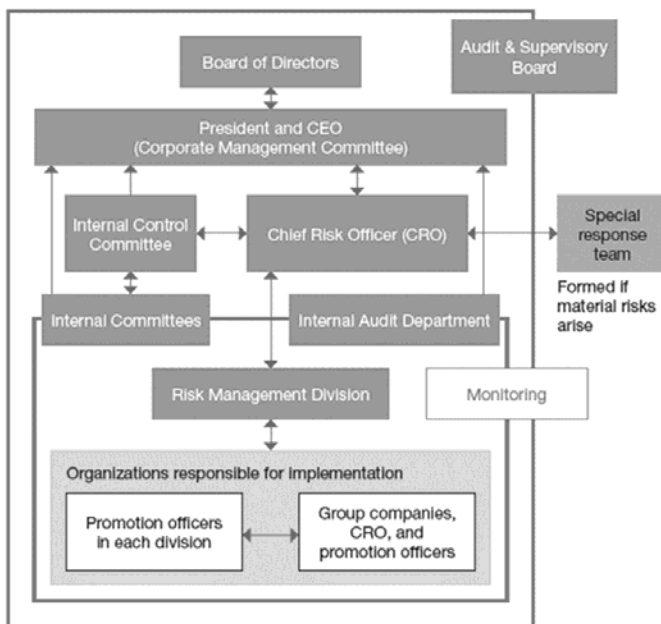 Board of Directors
Audit & Supervisory
Board
President and CEO
(Corporate Management Committee)
Internal Control
Committee
Chief Risk Officer (CRO)
Special
response
team
Formed if
material risks
arise
Internal Committees
Internal Audit Department
Risk Management Division
Monitoring
Organizations responsible for implementation
Promotion officers
in each division
Group companies,
CRO, and
promotion officers